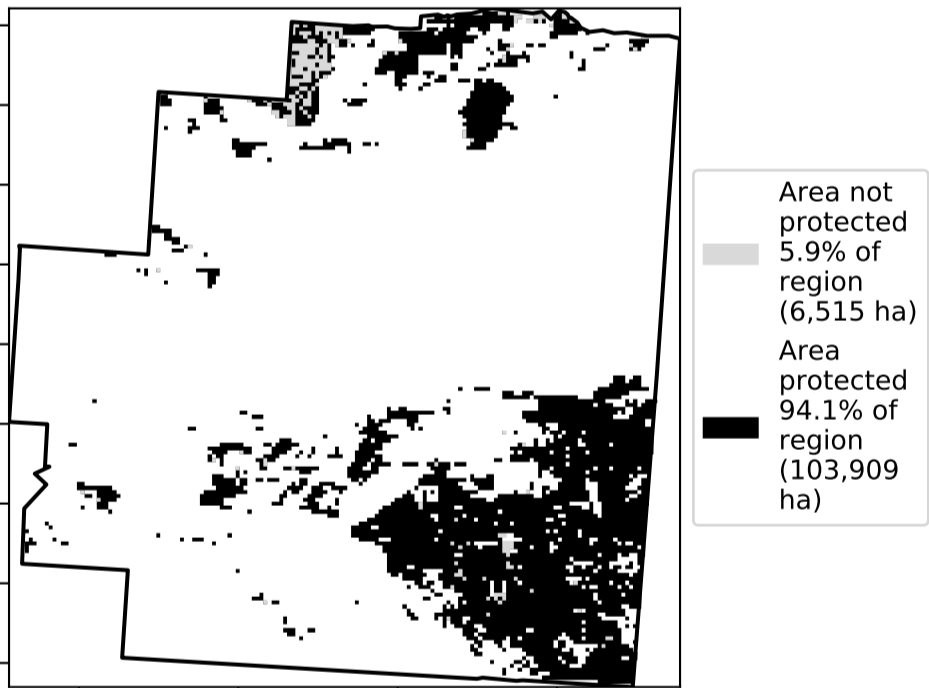 Area not
protected
5.9% of
region
(6,515 ha)
Area
protected
94.1% of
region
(103,909
ha)